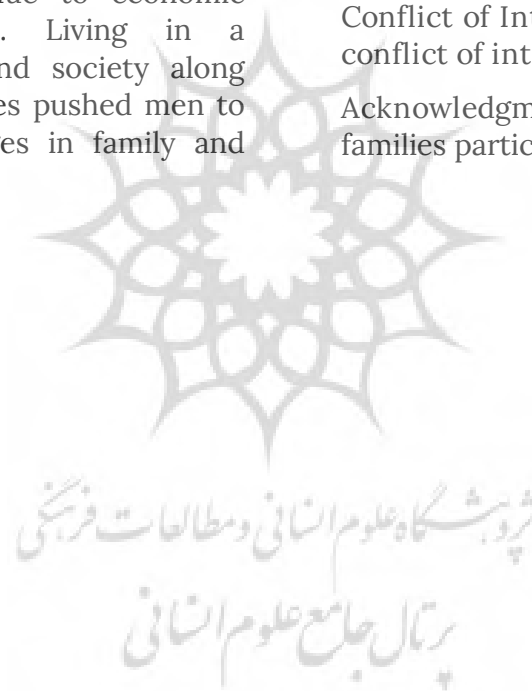 due to economic
. Living in a
nd society along
es pushed men to
es in family and
Conflict of In
conflict of int
Acknowledgm
families partic
پژوهشگاه علوم انسانی و مطالعات فرهنگی
پرتال جامع علوم انسانی